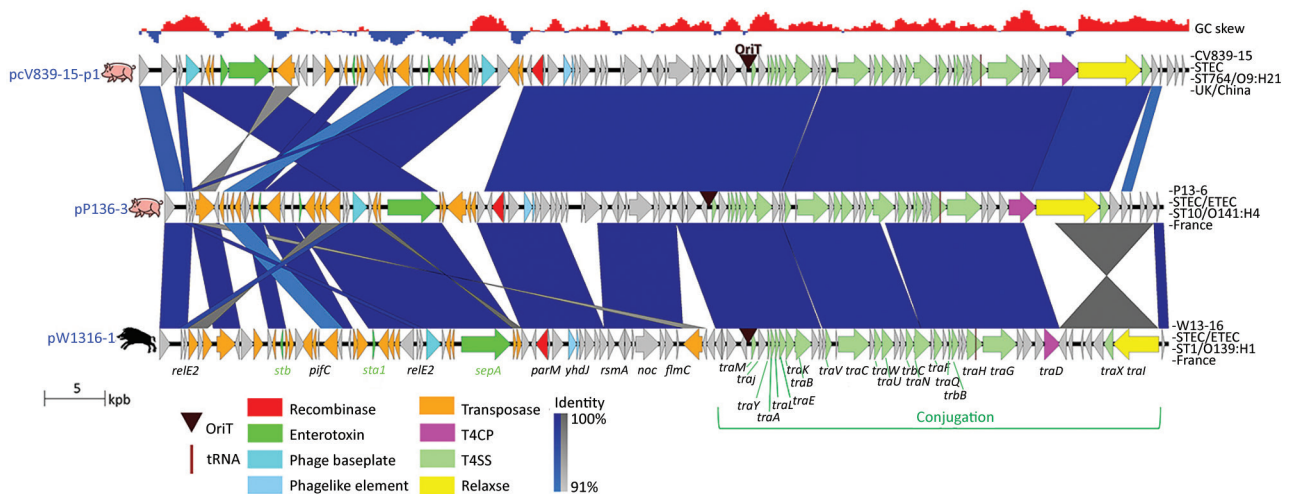 GC skew
OriT
pcV839-15-p1
-CV839-15
-STEC
-ST764/O9:H21
-UK/China
pP136-3
-P13-6
-STEC/ETEC
-ST10/O141:H4
-France
pW1316-1
-W13-16
-STEC/ETEC
-ST1/O139:H1
-France
relE2 stb pifC sta1 relE2 sepA parM yhdJ rsmA noc flmC traM traK traV traC traW trbC traF traH traG traD traX traI
traj traB traU traN traQ
traE trbB
traY traL
traA
5 kpb
Conjugation
OriT
tRNA
Recombinase
Enterotoxin
Phage baseplate
Phagelike element
Transposase
T4CP
T4SS
Relaxse
Identity
100%
91%